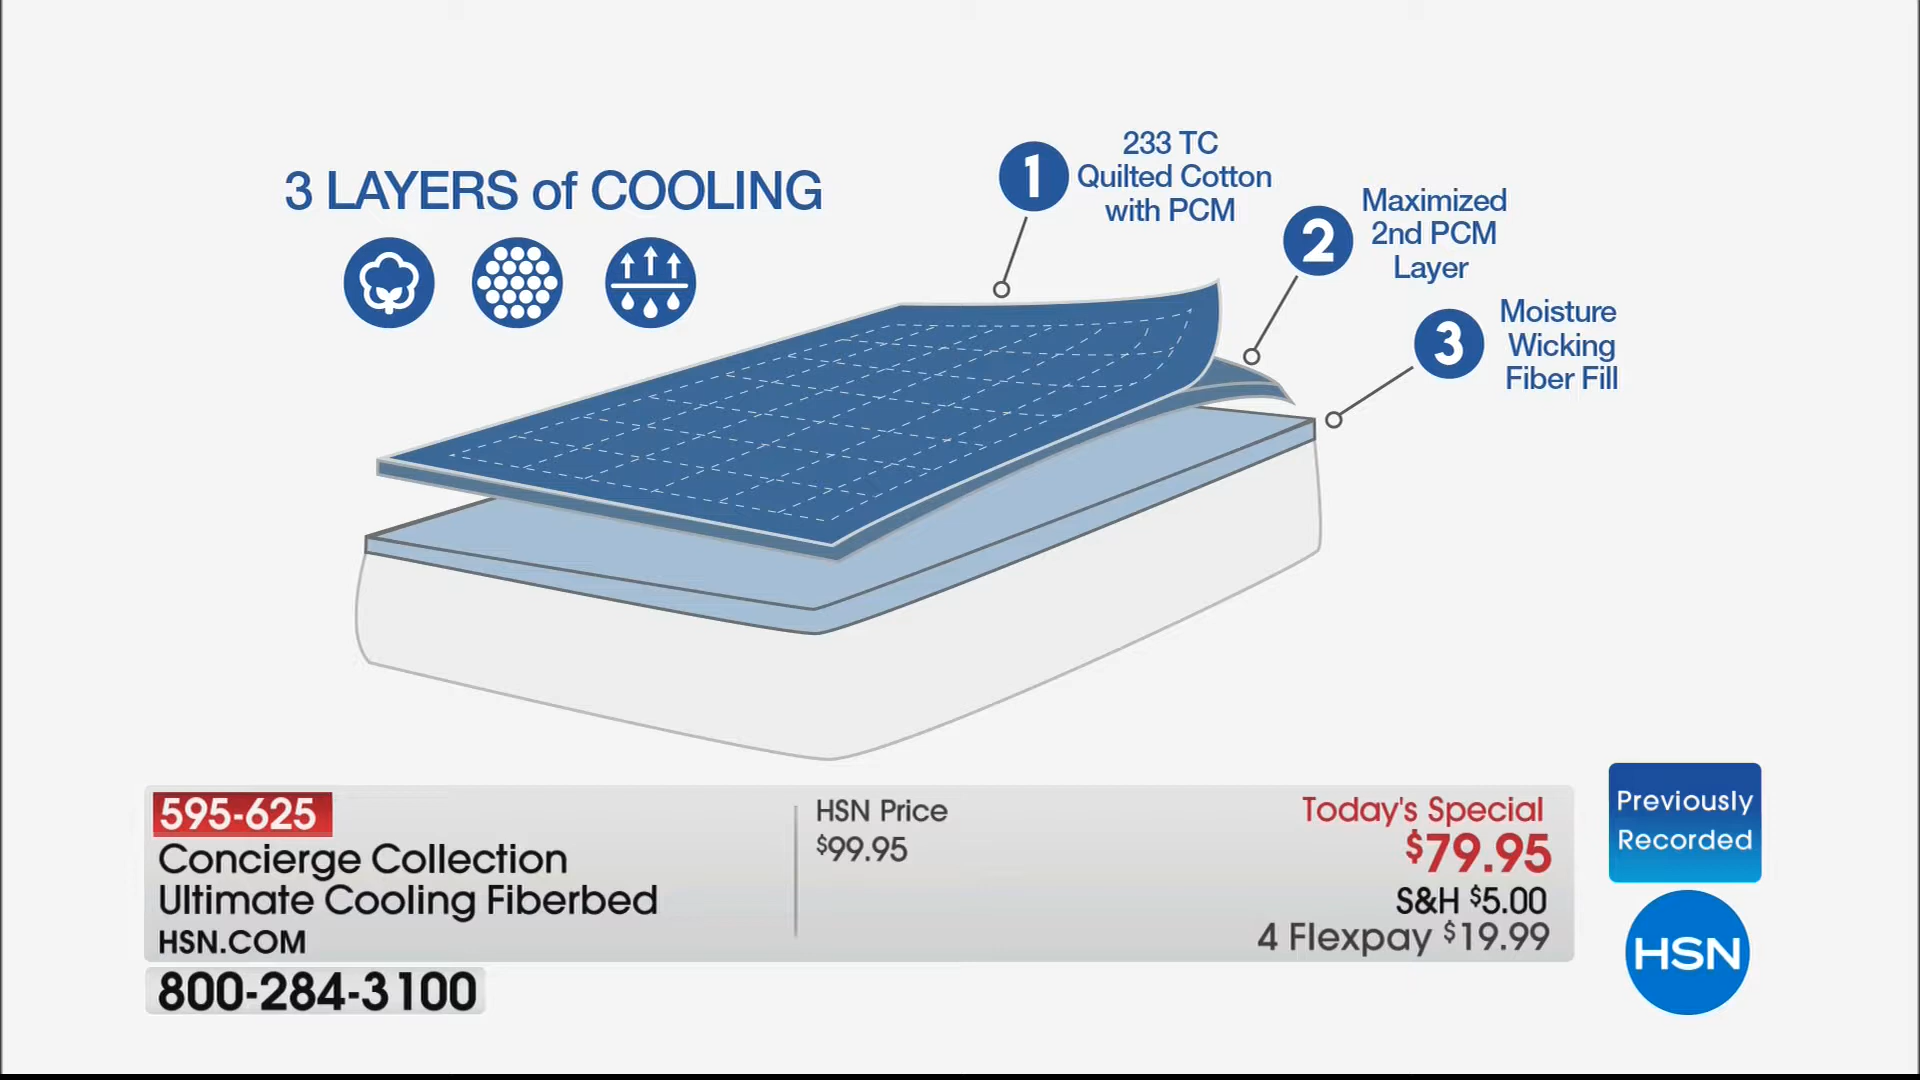 3 LAYERS of COOLING
1
233 TC
Quilted Cotton
with PCM
2
Maximized
2nd PCM
Layer
3
Moisture
Wicking
Fiber Fill
595-625
Concierge Collection
Ultimate Cooling Fiberbed
HSN.COM
800-284-3100
HSN Price
$99.95
Today's Special
$79.95
S&H $5.00
4 Flexpay $19.99
Previously
Recorded
HSN